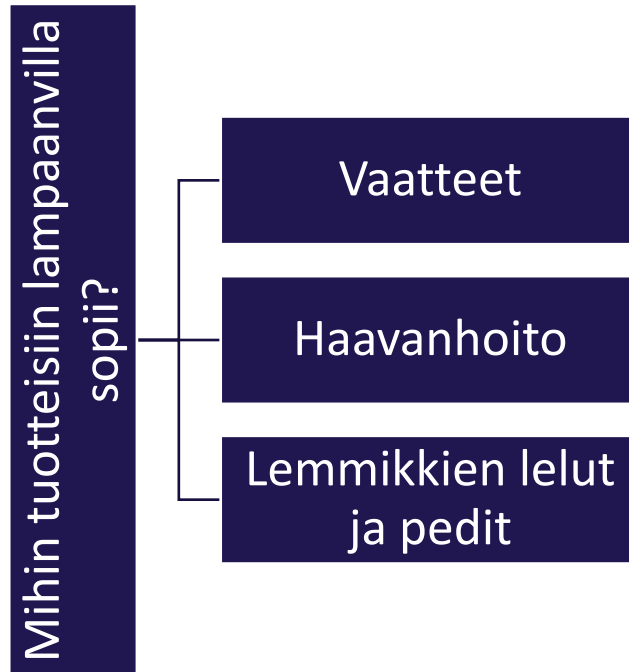 Mihin tuotteisiin lampaanvilla
sopii?
Vaatteet
Haavanhoito
Lemmikkien lelut
ja pedit